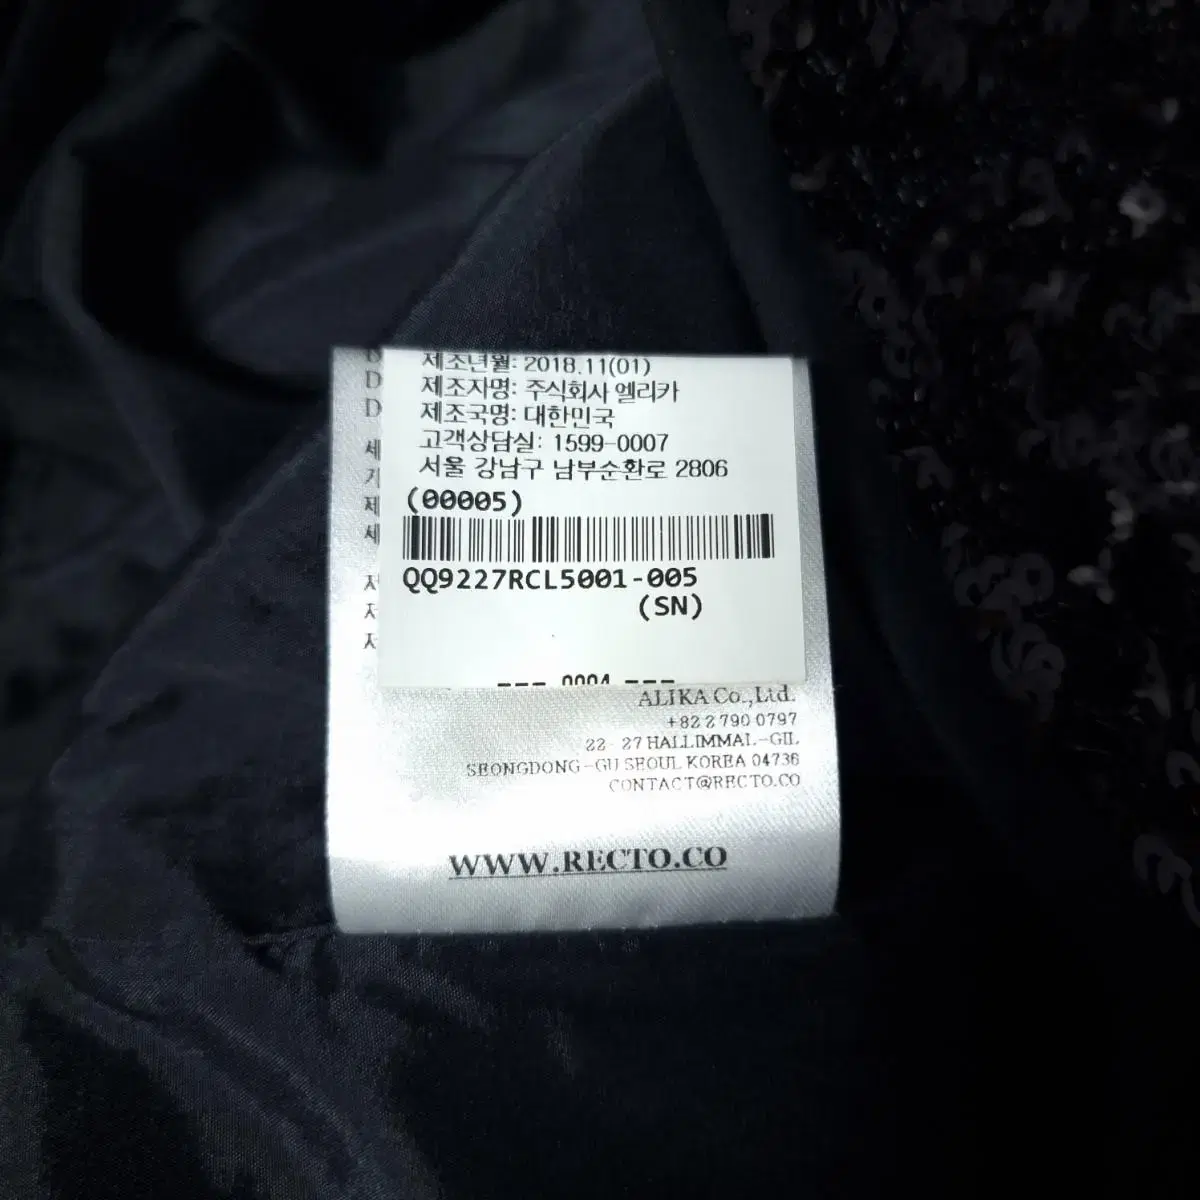 제조년월: 2018.11(01)
제조자명: 주식회사 엘리카
제조국명: 대한민국
고객상담실: 1599-0007
서울 강남구 남부순환로 2806
(00005)
QQ9227RCL5001-005
(SN)
--- 0004 ---
ALIKA Co.,Ltd.
+82 2 790 0797
22-27 HALLIMMAL-GIL
SEONGDONG-GU SEOUL KOREA 04736
CONTACT@RECTO.CO
WWW.RECTO.CO